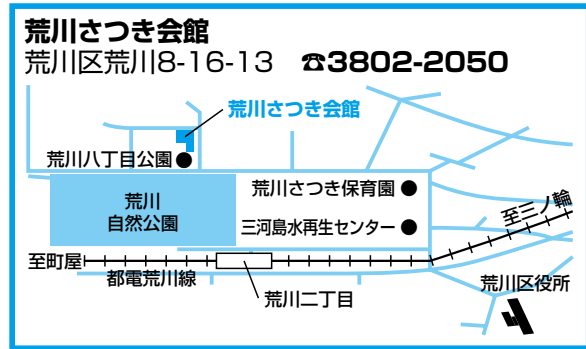 荒川さつき会館
荒川区荒川8-16-13 ☎3802-2050
荒川さつき会館
荒川八丁目公園
荒川
自然公園
荒川さつき保育園
三河島水再生センター
至三ノ輪
至町屋
都電荒川線
荒川二丁目
荒川区役所